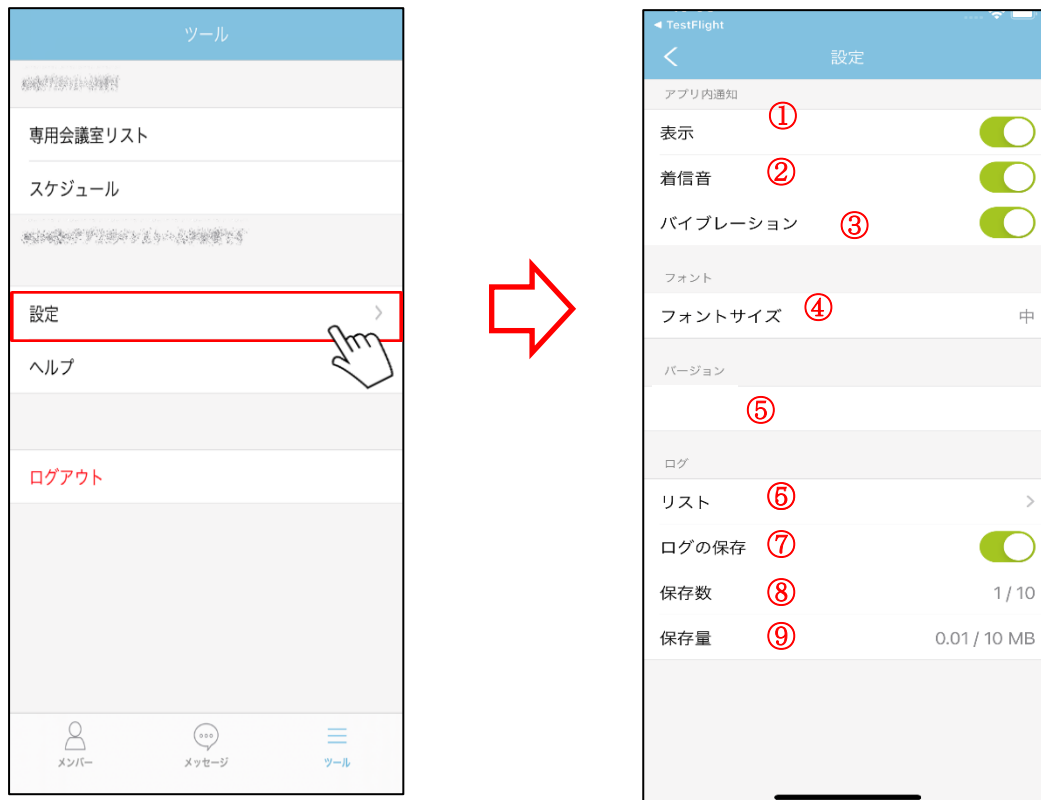 ツール
専用会議室リスト
スケジュール
設定
ヘルプ
ログアウト
メンバー
メッセージ
ツール
◀ TestFlight
設定
アプリ内通知
①
表示
着信音 ②
バイブレーション ③
フォント
フォントサイズ ④ 中
バージョン
⑤
ログ
リスト ⑥
ログの保存 ⑦
保存数 ⑧ 1 / 10
保存量 ⑨ 0.01 / 10 MB